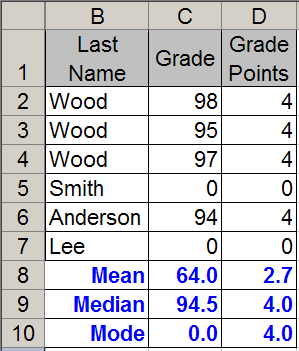 B C D
1 Last Name Grade Grade Points
2 Wood 98 4
3 Wood 95 4
4 Wood 97 4
5 Smith 0 0
6 Anderson 94 4
7 Lee 0 0
8 Mean 64.0 2.7
9 Median 94.5 4.0
10 Mode 0.0 4.0